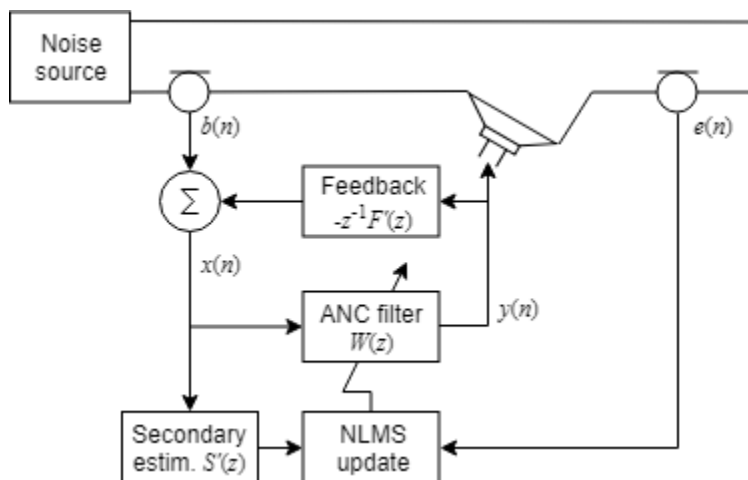 Noise
source
b(n)
e(n)
Σ
Feedback
-z⁻¹F'(z)
x(n)
ANC filter
W(z)
y(n)
Secondary
estim. S'(z)
NLMS
update